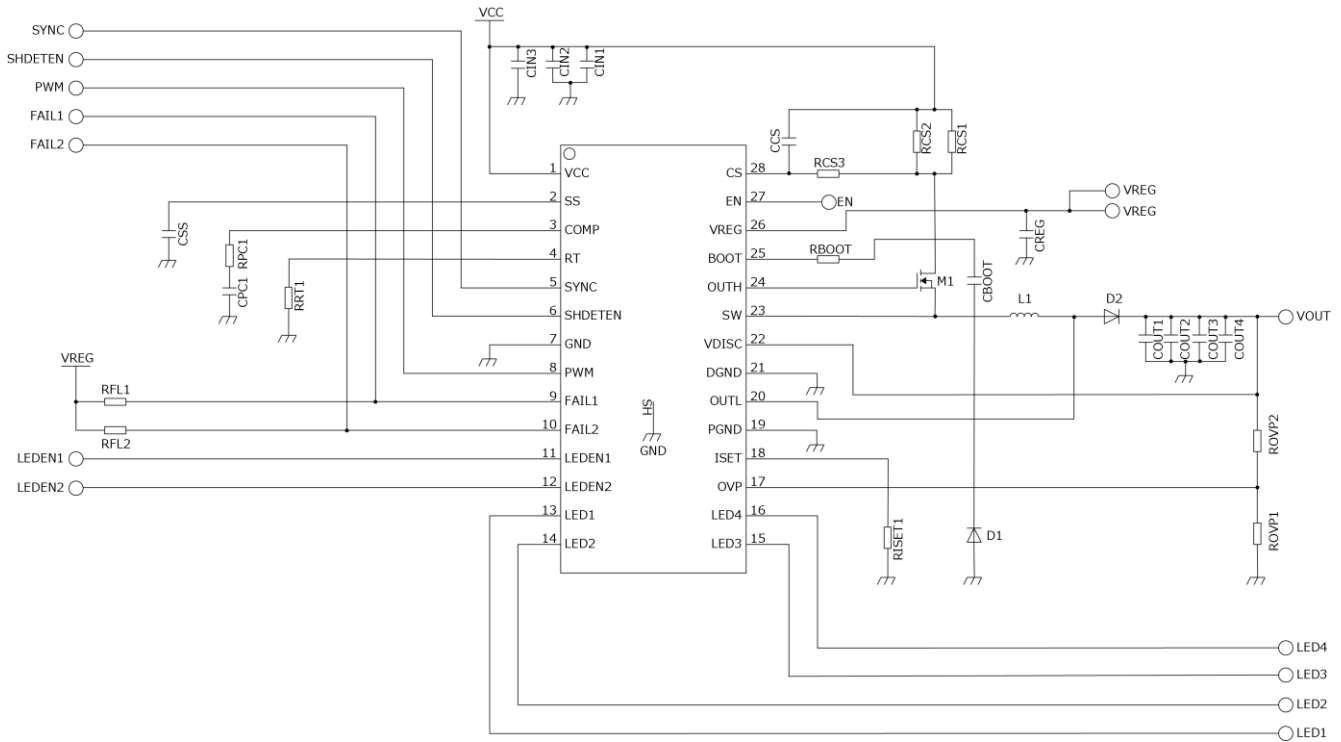 VCC
SYNC
SHDETEN
PWM
FAIL1
FAIL2
CIN3
CIN2
CIN1
CCS
RCS2
RCS1
RCS3
1 VCC
2 SS
3 COMP
4 RT
5 SYNC
6 SHDETEN
7 GND
8 PWM
9 FAIL1
10 FAIL2
11 LEDEN1
12 LEDEN2
13 LED1
14 LED2
CS 28
EN 27
VREG 26
BOOT 25
OUTH 24
SW 23
VDISC 22
DGND 21
OUTL 20
PGND 19
ISET 18
OVP 17
LED4 16
LED3 15
HS
GND
CSS
RPC1
CPC1
RRT1
VREG
RFL1
RFL2
LEDEN1
LEDEN2
EN
VREG
VREG
CREG
RBOOT
CBOOT
M1
L1
D2
COUT1
COUT2
COUT3
COUT4
VOUT
ROVP2
ROVP1
RISET1
D1
LED4
LED3
LED2
LED1